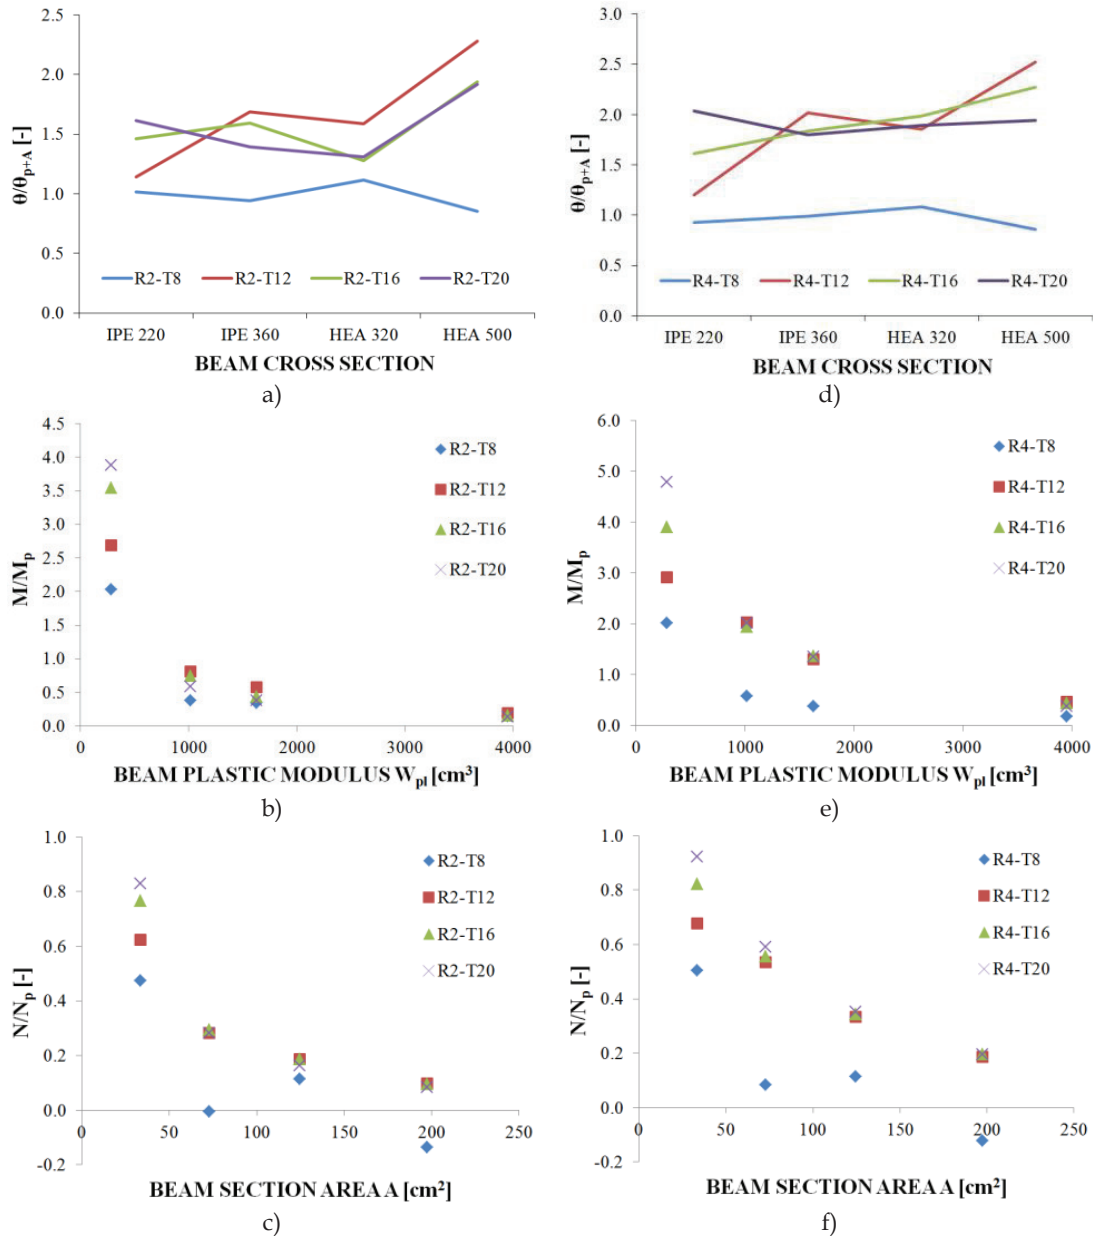 2.5
2.0
1.5
1.0
0.5
0.0
θ/θp+A [-]
R2-T8 R2-T12 R2-T16 R2-T20
IPE 220 IPE 360 HEA 320 HEA 500
BEAM CROSS SECTION
a)
3.0
2.5
2.0
1.5
1.0
0.5
0.0
θ/θp+A [-]
R4-T8 R4-T12 R4-T16 R4-T20
IPE 220 IPE 360 HEA 320 HEA 500
BEAM CROSS SECTION
d)
4.5
4.0
3.5
3.0
2.5
2.0
1.5
1.0
0.5
0.0
M/Mp
R2-T8
R2-T12
R2-T16
R2-T20
0 1000 2000 3000 4000
BEAM PLASTIC MODULUS Wpl [cm³]
b)
6.0
5.0
4.0
3.0
2.0
1.0
0.0
M/Mp
R4-T8
R4-T12
R4-T16
R4-T20
0 1000 2000 3000 4000
BEAM PLASTIC MODULUS Wpl [cm³]
e)
1.0
0.8
0.6
0.4
0.2
0.0
-0.2
N/Np [-]
R2-T8
R2-T12
R2-T16
R2-T20
0 50 100 150 200 250
BEAM SECTION AREA A [cm²]
c)
1.0
0.8
0.6
0.4
0.2
0.0
-0.2
N/Np [-]
R4-T8
R4-T12
R4-T16
R4-T20
0 50 100 150 200 250
BEAM SECTION AREA A [cm²]
f)